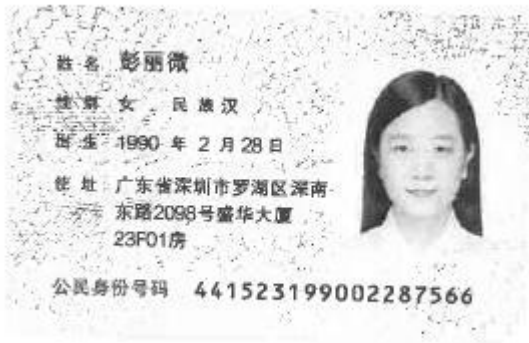 姓名 彭丽微
性别 女 民族汉
出生 1990 年 2 月 28 日
住址 广东省深圳市罗湖区深南
东路2098号盛华大厦
23F01房
公民身份号码 441523199002287566